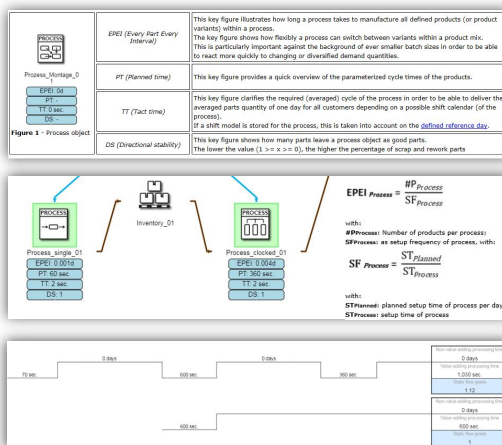 PROCESS
Prozess_Montage_0
1
EPEI: 0d
PT: -
TT: 0 sec.
DS: -
Figure 1 - Process object
EPEI (Every Part Every
Interval)
This key figure illustrates how long a process takes to manufacture all defined products (or product
variants) within a process.
The key figure shows how flexibly a process can switch between variants within a product mix.
This is particularly important against the background of ever smaller batch sizes in order to be able
to react more quickly to changing or diversified demand quantities.
PT (Planned time)
This key figure provides a quick overview of the parameterized cycle times of the products.
TT (Tact time)
This key figure clarifies the required (averaged) cycle of the process in order to be able to deliver the
averaged parts quantity of one day for all customers depending on a possible shift calendar (of the
process).
If a shift model is stored for the process, this is taken into account on the defined reference day.
DS (Directional stability)
This key figure shows how many parts leave a process object as good parts.
The lower the value (1 >= x >= 0), the higher the percentage of scrap and rework parts
PROCESS
Process_single_01
EPEI: 0.001d
PT: 60 sec.
TT: 2 sec.
DS: 1
Inventory_01
PROCESS
Process_clocked_01
EPEI: 0.004d
PT: 360 sec.
TT: 2 sec.
DS: 1
EPEI Process = #PProcess / SFProcess
with:
#PProcess: Number of products per process:
SFProcess: as setup frequency of process, with:
SF Process = STPlanned / STProcess
with:
STPlanned: planned setup time of process per day
STProcess: setup time of process
70 sec.
0 days
600 sec.
0 days
360 sec.
Non-value-adding processing time
0 days
Value-adding processing time
1,030 sec.
Static flow grade
1.12
600 sec.
Non-value-adding processing time
0 days
Value-adding processing time
600 sec.
Static flow grade
1